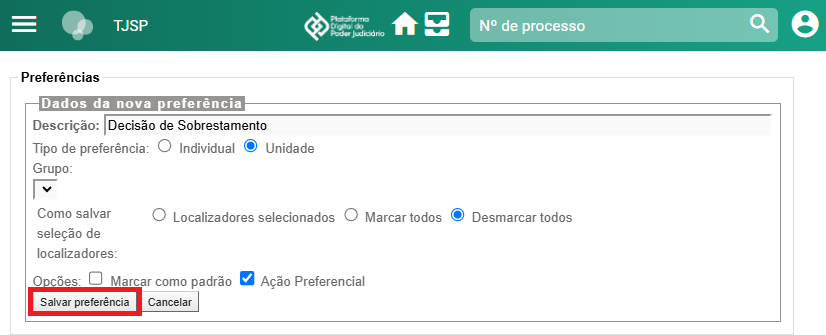 TJSP
Plataforma
Digital do
Poder Judiciário
Nº de processo
Preferências
Dados da nova preferência
Descrição: Decisão de Sobrestamento
Tipo de preferência: Individual Unidade
Grupo:
Como salvar
seleção de
localizadores:
Localizadores selecionados Marcar todos Desmarcar todos
Opções: Marcar como padrão Ação Preferencial
Salvar preferência Cancelar